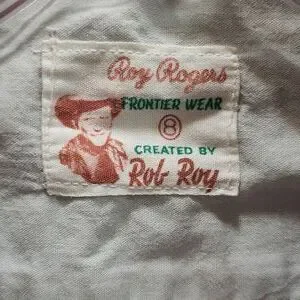 Roy Rogers
FRONTIER WEAR
8
CREATED BY
Rob Roy